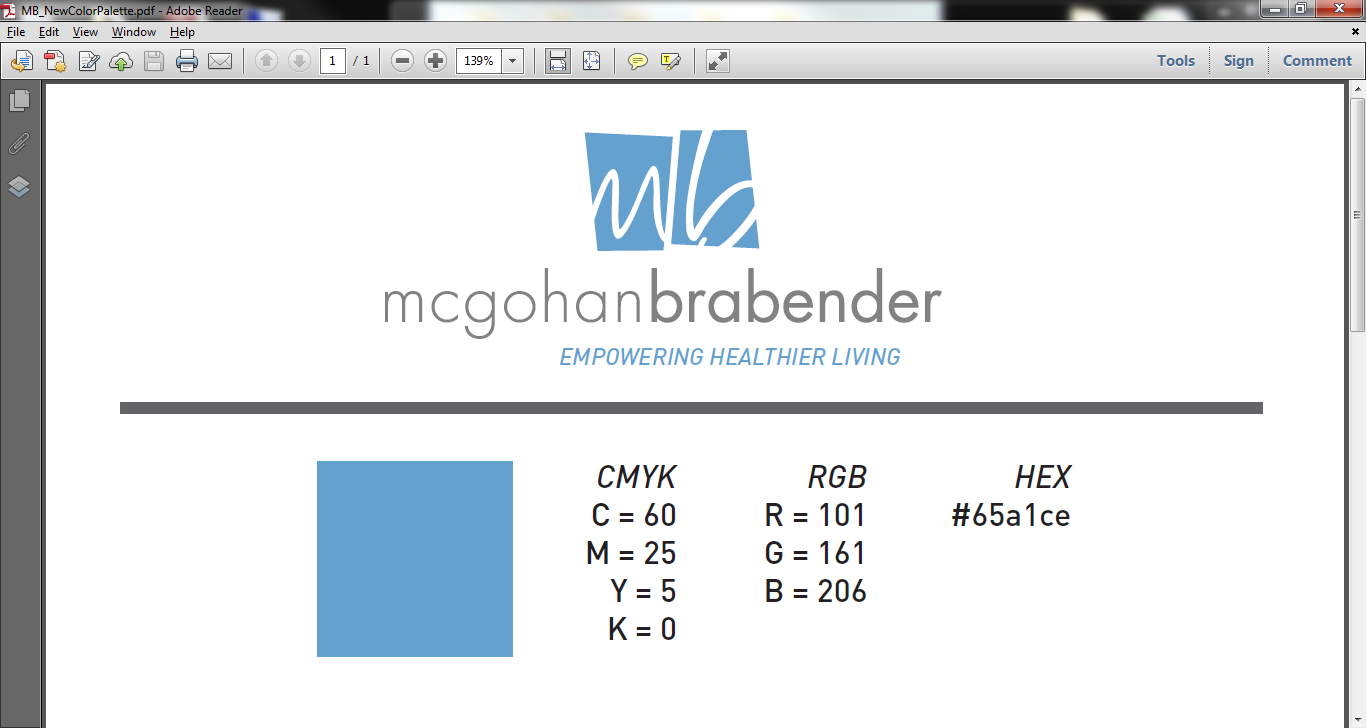 MB_NewColorPalette.pdf - Adobe Reader
File Edit View Window Help
1 / 1 139% Tools Sign Comment
mb
mcgohanbrabender
EMPOWERING HEALTHIER LIVING
CMYK RGB HEX
C = 60 R = 101 #65a1ce
M = 25 G = 161
Y = 5 B = 206
K = 0